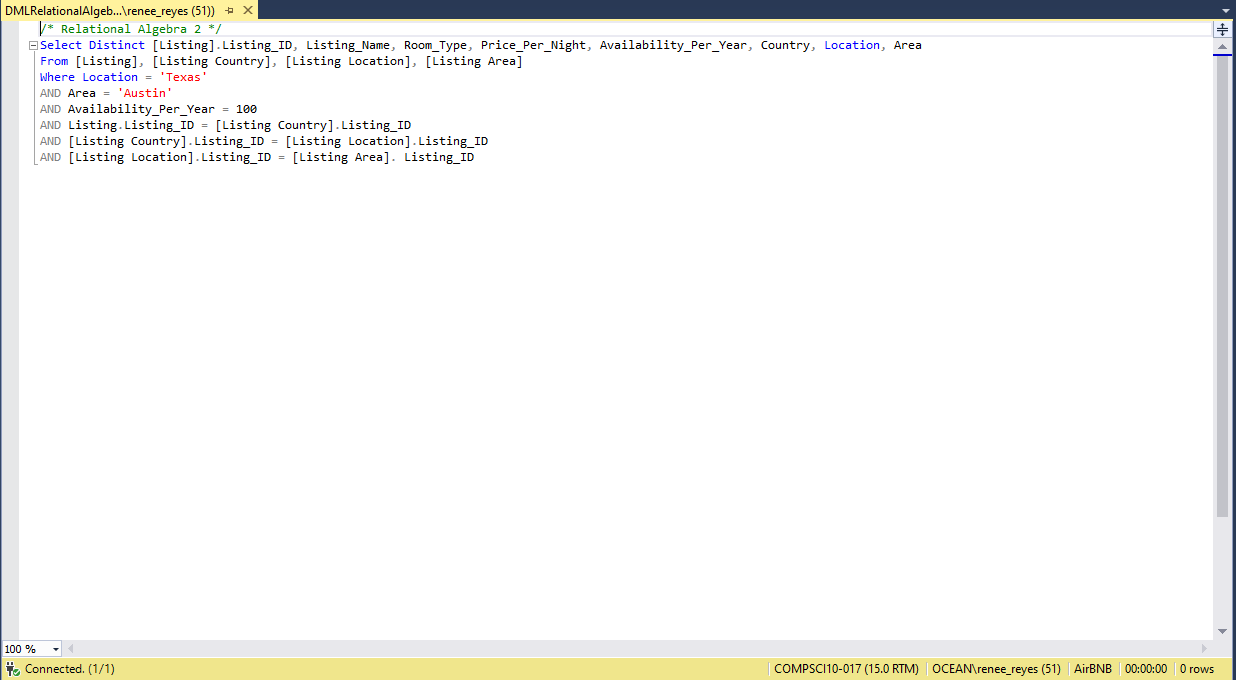 DMLRelationalAlgeb...\renee_reyes (51))
/* Relational Algebra 2 */
Select Distinct [Listing].Listing_ID, Listing_Name, Room_Type, Price_Per_Night, Availability_Per_Year, Country, Location, Area
From [Listing], [Listing Country], [Listing Location], [Listing Area]
Where Location = 'Texas'
AND Area = 'Austin'
AND Availability_Per_Year = 100
AND Listing.Listing_ID = [Listing Country].Listing_ID
AND [Listing Country].Listing_ID = [Listing Location].Listing_ID
AND [Listing Location].Listing_ID = [Listing Area]. Listing_ID
100 %
Connected. (1/1) COMPSCI10-017 (15.0 RTM) OCEAN\renee_reyes (51) AirBNB 00:00:00 0 rows